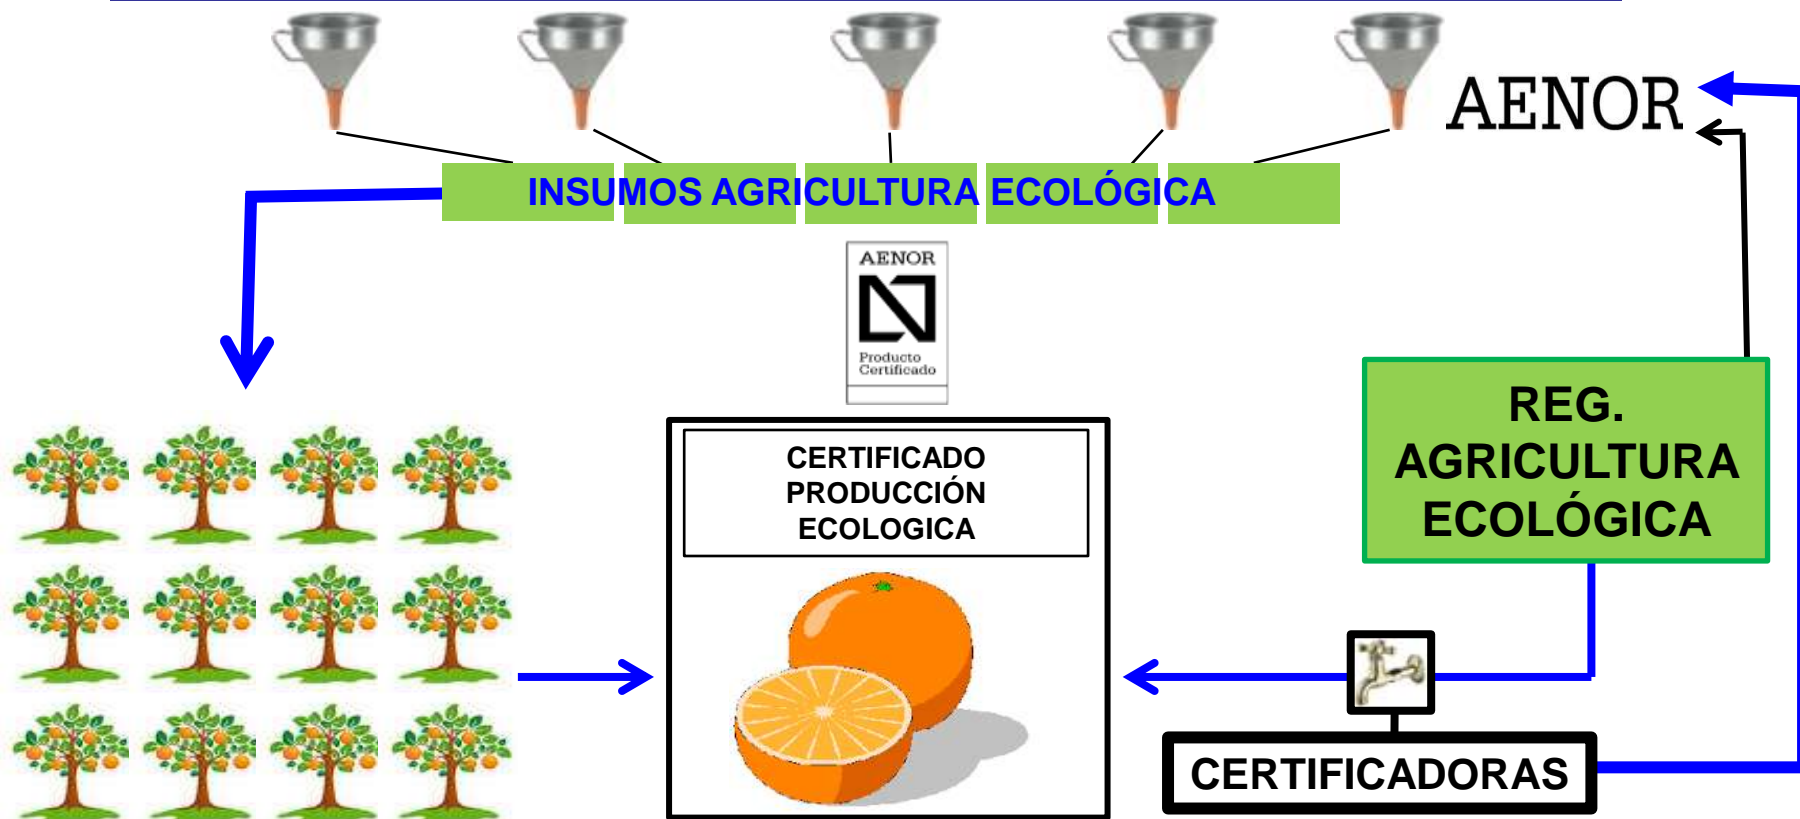 AENOR
INSUMOS AGRICULTURA ECOLÓGICA
AENOR
Producto
Certificado
REG.
AGRICULTURA
ECOLÓGICA
CERTIFICADO
PRODUCCIÓN
ECOLOGICA
CERTIFICADORAS